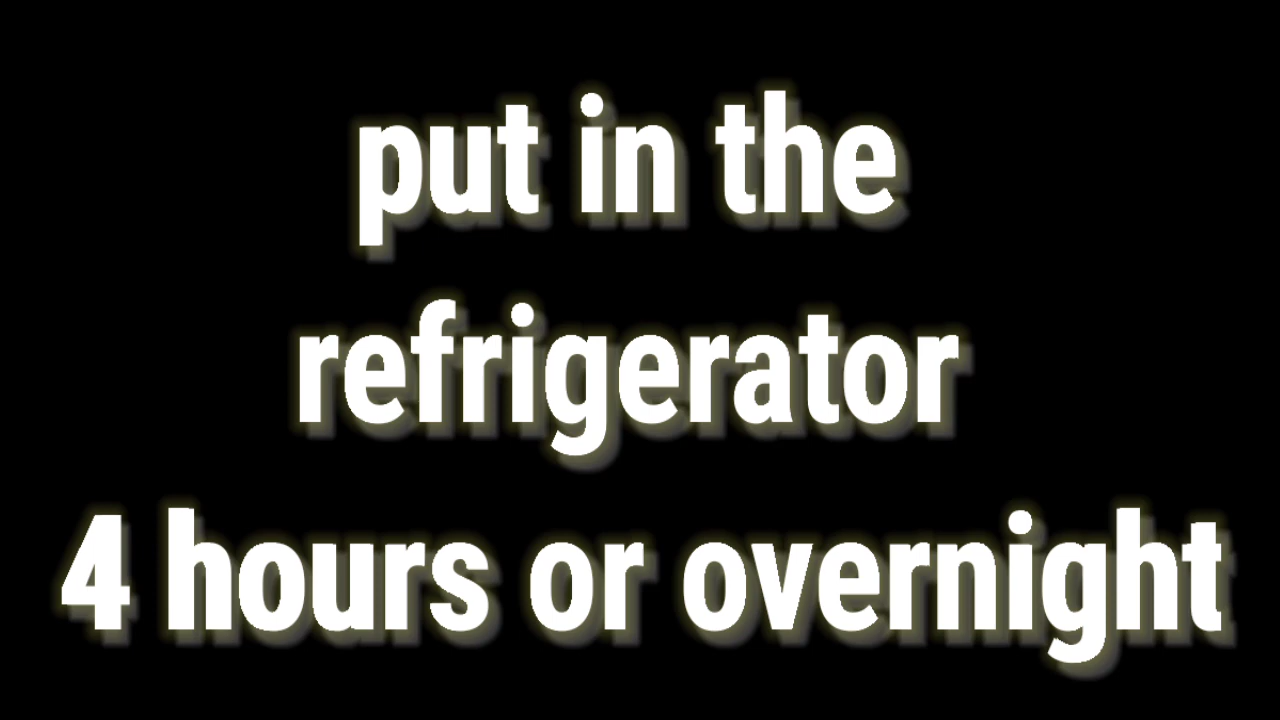 put in the
refrigerator
4 hours or overnight